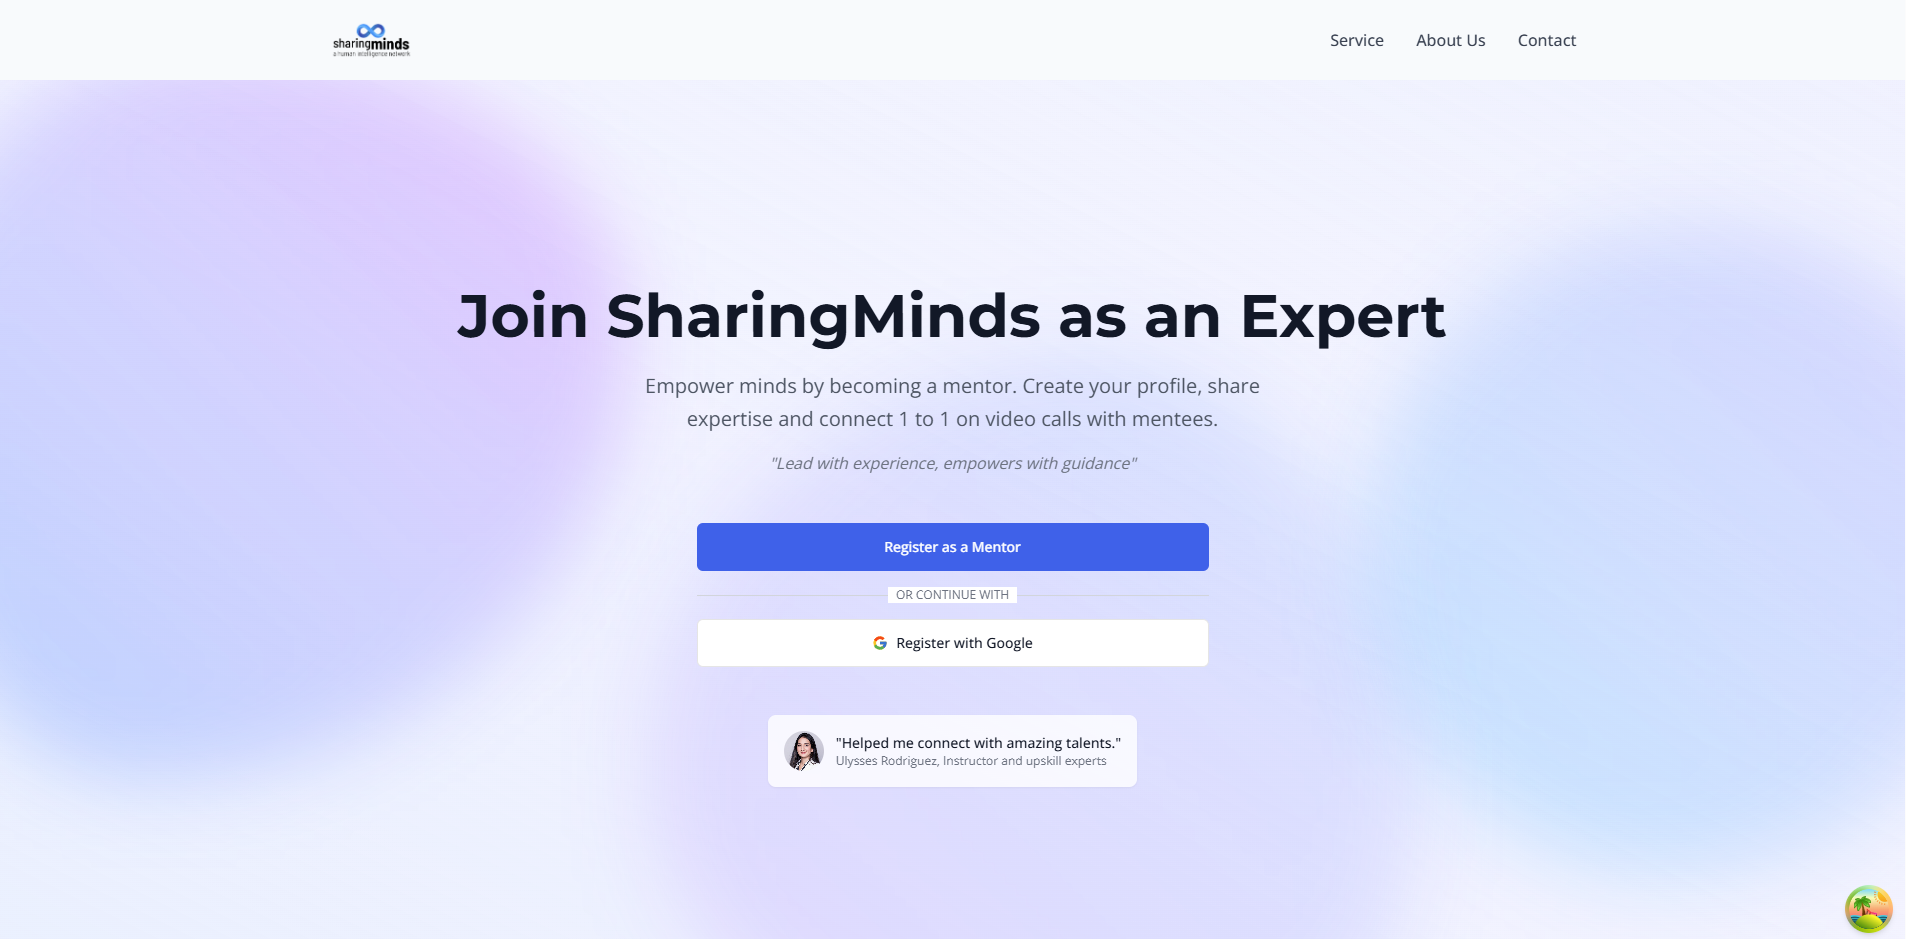 sharingminds
a human intelligence network
Service
About Us
Contact
Join SharingMinds as an Expert
Empower minds by becoming a mentor. Create your profile, share
expertise and connect 1 to 1 on video calls with mentees.
"Lead with experience, empowers with guidance"
Register as a Mentor
OR CONTINUE WITH
Register with Google
"Helped me connect with amazing talents."
Ulysses Rodriguez, Instructor and upskill experts